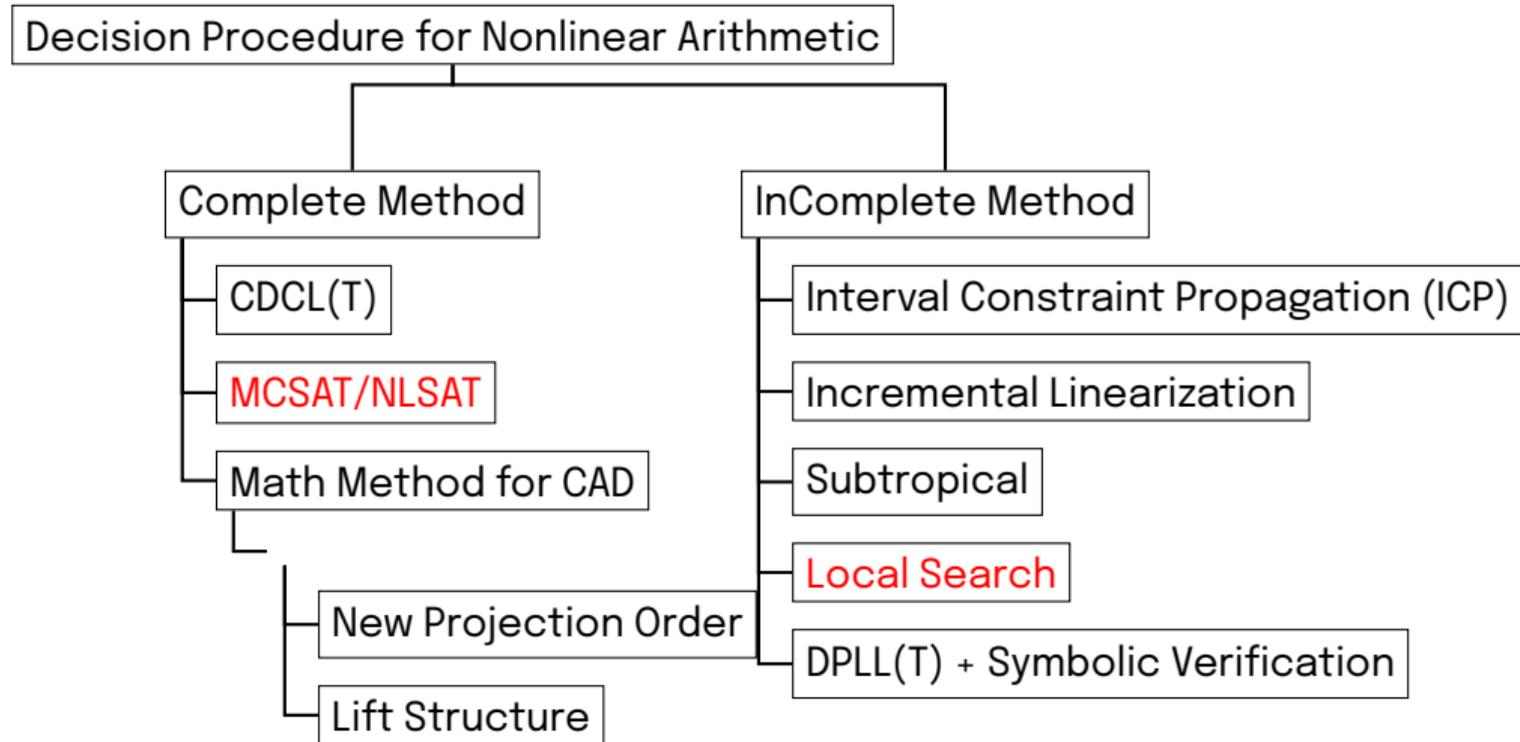 Decision Procedure for Nonlinear Arithmetic
Complete Method
CDCL(T)
MCSAT/NLSAT
Math Method for CAD
New Projection Order
Lift Structure
InComplete Method
Interval Constraint Propagation (ICP)
Incremental Linearization
Subtropical
Local Search
DPLL(T) + Symbolic Verification